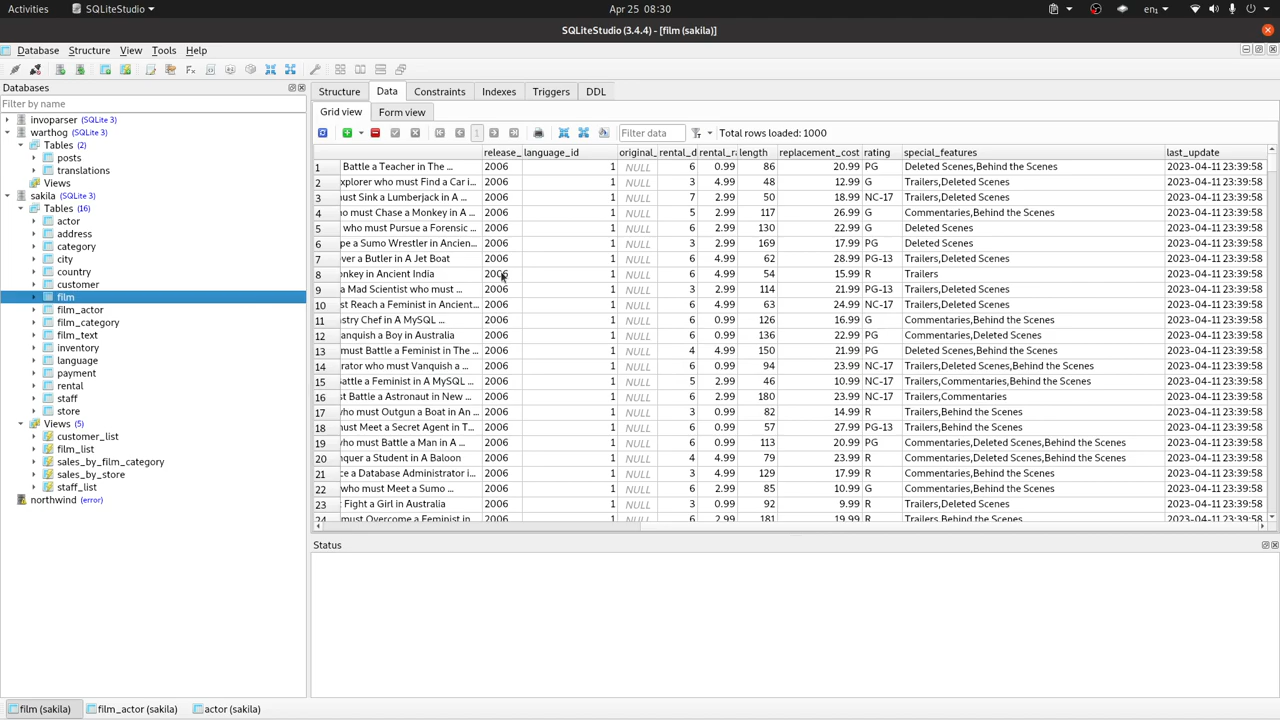 Activities SQLiteStudio Apr 25 08:30 en₁
SQLiteStudio (3.4.4) - [film (sakila)]
Database Structure View Tools Help
Databases
Filter by name
invoparser (SQLite 3)
warthog (SQLite 3)
Tables (2)
posts
translations
Views
sakila (SQLite 3)
Tables (16)
actor
address
category
city
country
customer
film
film_actor
film_category
film_text
inventory
language
payment
rental
staff
store
Views (5)
customer_list
film_list
sales_by_film_category
sales_by_store
staff_list
northwind (error)
Structure Data Constraints Indexes Triggers DDL
Grid view Form view
1 Filter data Total rows loaded: 1000
release_ language_id original_ rental_d rental_ra length replacement_cost rating special_features last_update
1 Battle a Teacher in The ... 2006 1 NULL 6 0.99 86 20.99 PG Deleted Scenes,Behind the Scenes 2023-04-11 23:39:58
2 xplorer who must Find a Car i... 2006 1 NULL 3 4.99 48 12.99 G Trailers,Deleted Scenes 2023-04-11 23:39:58
3 ust Sink a Lumberjack in A ... 2006 1 NULL 7 2.99 50 18.99 NC-17 Trailers,Deleted Scenes 2023-04-11 23:39:58
4 no must Chase a Monkey in A ... 2006 1 NULL 5 2.99 117 26.99 G Commentaries,Behind the Scenes 2023-04-11 23:39:58
5 who must Pursue a Forensic ... 2006 1 NULL 6 2.99 130 22.99 G Deleted Scenes 2023-04-11 23:39:58
6 pe a Sumo Wrestler in Ancien... 2006 1 NULL 3 2.99 169 17.99 PG Deleted Scenes 2023-04-11 23:39:58
7 ver a Butler in A Jet Boat 2006 1 NULL 6 4.99 62 28.99 PG-13 Trailers,Deleted Scenes 2023-04-11 23:39:58
8 onkey in Ancient India 2006 1 NULL 6 4.99 54 15.99 R Trailers 2023-04-11 23:39:58
9 a Mad Scientist who must ... 2006 1 NULL 3 2.99 114 21.99 PG-13 Trailers,Deleted Scenes 2023-04-11 23:39:58
10 st Reach a Feminist in Ancient... 2006 1 NULL 6 4.99 63 24.99 NC-17 Trailers,Deleted Scenes 2023-04-11 23:39:58
11 stry Chef in A MySQL ... 2006 1 NULL 6 0.99 126 16.99 G Commentaries,Behind the Scenes 2023-04-11 23:39:58
12 anquish a Boy in Australia 2006 1 NULL 6 0.99 136 22.99 PG Commentaries,Deleted Scenes 2023-04-11 23:39:58
13 must Battle a Feminist in The ... 2006 1 NULL 4 4.99 150 21.99 PG Deleted Scenes,Behind the Scenes 2023-04-11 23:39:58
14 rator who must Vanquish a ... 2006 1 NULL 6 0.99 94 23.99 NC-17 Trailers,Deleted Scenes,Behind the Scenes 2023-04-11 23:39:58
15 attle a Feminist in A MySQL ... 2006 1 NULL 5 2.99 46 10.99 NC-17 Trailers,Commentaries,Behind the Scenes 2023-04-11 23:39:58
16 st Battle a Astronaut in New ... 2006 1 NULL 6 2.99 180 23.99 NC-17 Trailers,Commentaries 2023-04-11 23:39:58
17 who must Outgun a Boat in An ... 2006 1 NULL 3 0.99 82 14.99 R Trailers,Behind the Scenes 2023-04-11 23:39:58
18 ust Meet a Secret Agent in T... 2006 1 NULL 6 0.99 57 27.99 PG-13 Trailers,Behind the Scenes 2023-04-11 23:39:58
19 who must Battle a Man in A ... 2006 1 NULL 6 0.99 113 20.99 PG Commentaries,Deleted Scenes,Behind the Scenes 2023-04-11 23:39:58
20 nquer a Student in A Baloon 2006 1 NULL 4 4.99 79 23.99 R Commentaries,Deleted Scenes,Behind the Scenes 2023-04-11 23:39:58
21 ce a Database Administrator i... 2006 1 NULL 3 4.99 129 17.99 R Commentaries,Behind the Scenes 2023-04-11 23:39:58
22 who must Meet a Sumo ... 2006 1 NULL 6 2.99 85 10.99 G Commentaries,Behind the Scenes 2023-04-11 23:39:58
23 Fight a Girl in Australia 2006 1 NULL 3 0.99 92 9.99 R Trailers,Deleted Scenes 2023-04-11 23:39:58
24 must Overcome a Feminist in 2006 1 NULL 6 2.99 181 19.99 R Trailers,Behind the Scenes 2023-04-11 23:39:58
Status
film (sakila) film_actor (sakila) actor (sakila)